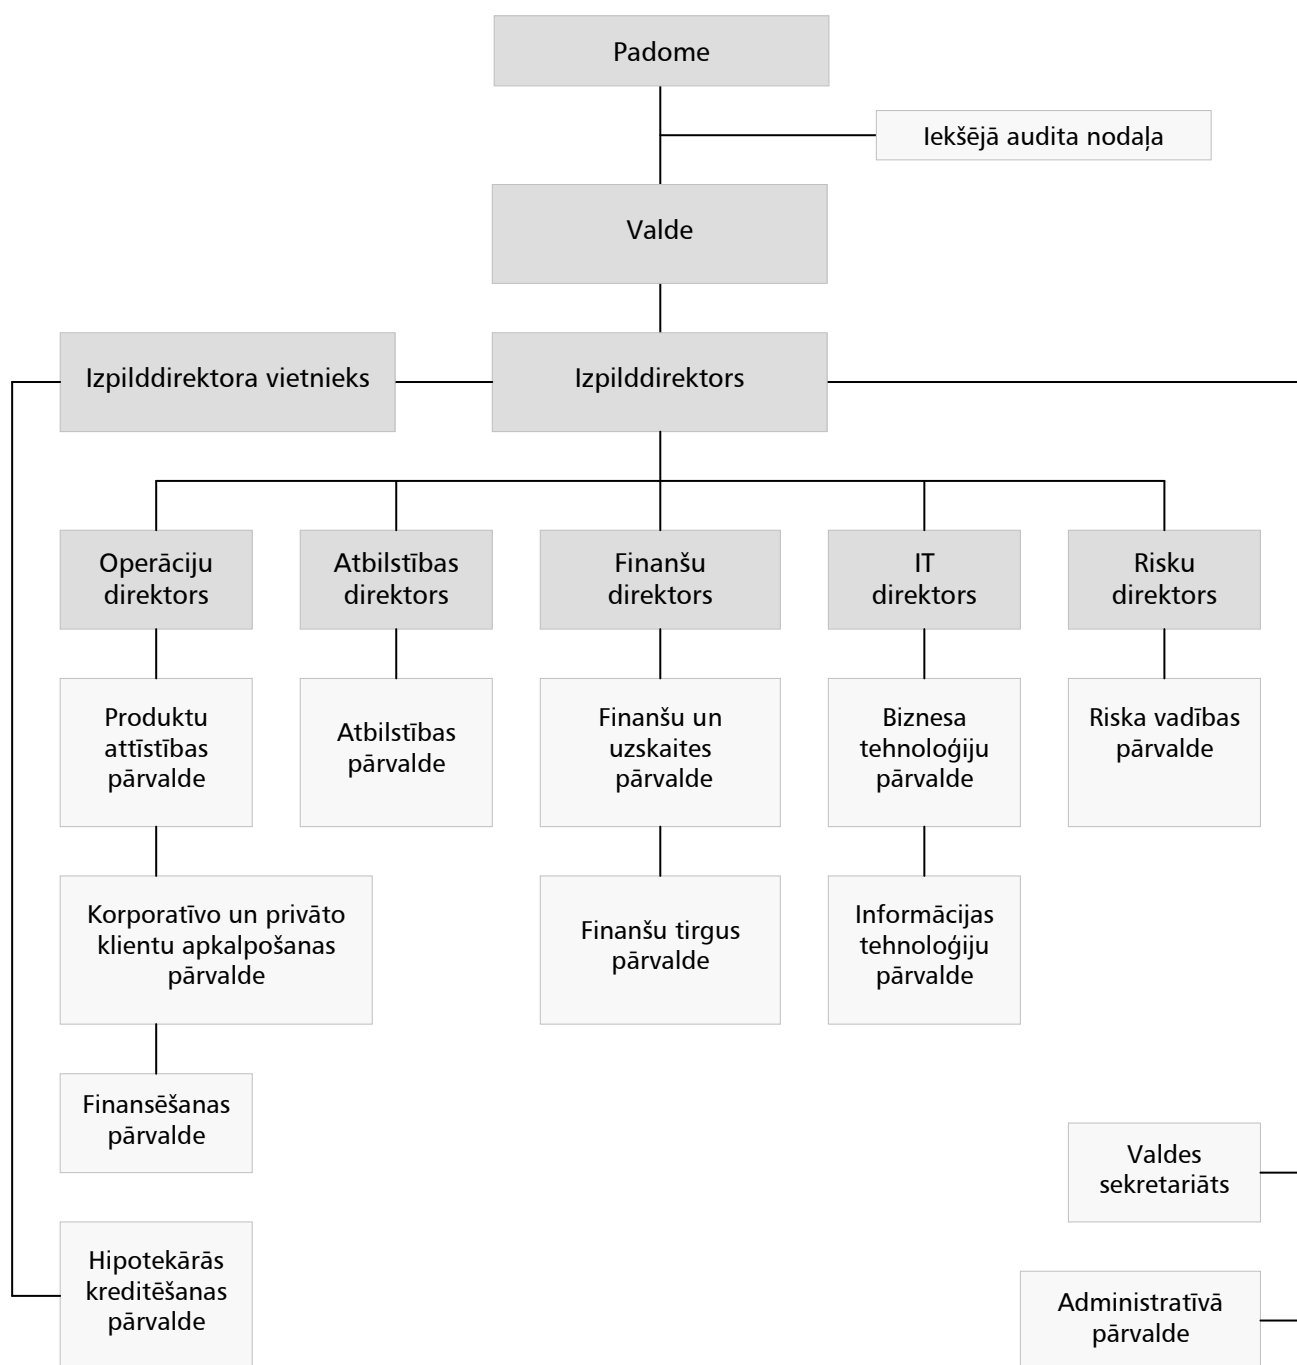 Padome
Iekšējā audita nodaļa
Valde
Izpilddirektora vietnieks
Izpilddirektors
Operāciju
direktors
Atbilstības
direktors
Finanšu
direktors
IT
direktors
Risku
direktors
Produktu
attīstības
pārvalde
Atbilstības
pārvalde
Finanšu un
uzskaites
pārvalde
Biznesa
tehnoloģiju
pārvalde
Riska vadības
pārvalde
Korporatīvo un privāto
klientu apkalpošanas
pārvalde
Finanšu tirgus
pārvalde
Informācijas
tehnoloģiju
pārvalde
Finansēšanas
pārvalde
Valdes
sekretariāts
Hipotekārās
kreditēšanas
pārvalde
Administratīvā
pārvalde